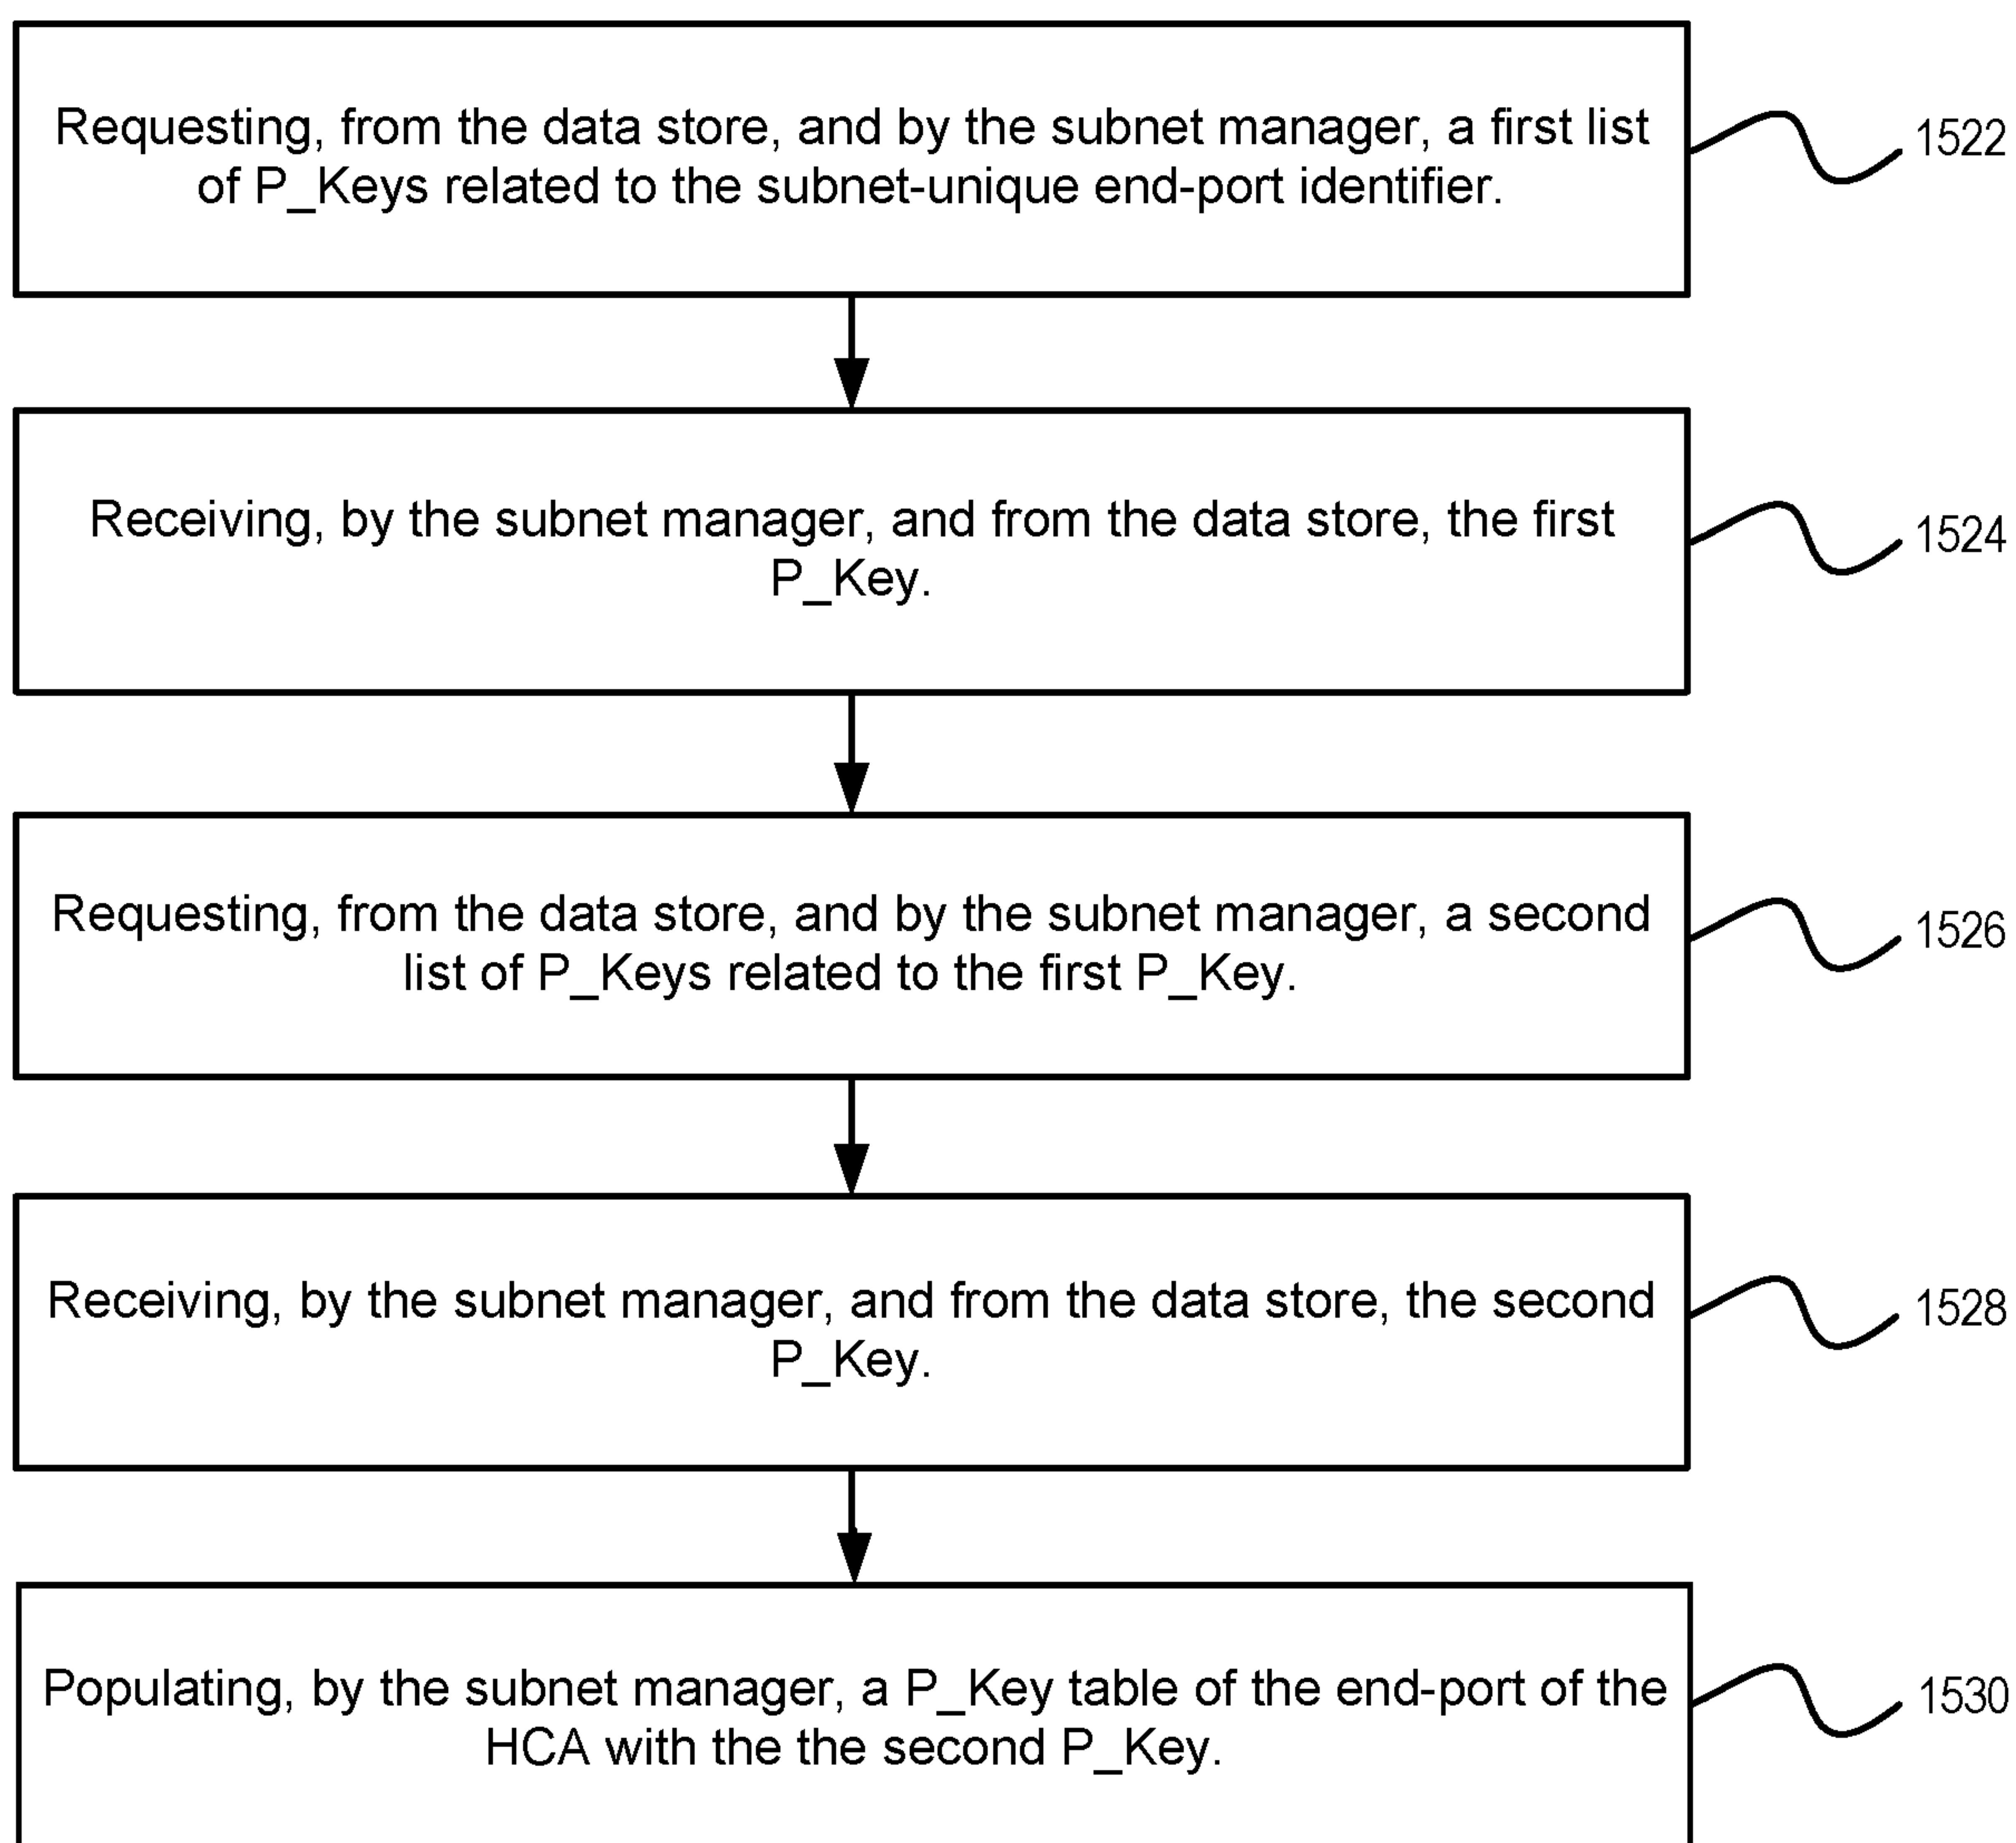 Requesting, from the data store, and by the subnet manager, a first list
of P_Keys related to the subnet-unique end-port identifier.
1522
Receiving, by the subnet manager, and from the data store, the first
P_Key.
1524
Requesting, from the data store, and by the subnet manager, a second
list of P_Keys related to the first P_Key.
1526
Receiving, by the subnet manager, and from the data store, the second
P_Key.
1528
Populating, by the subnet manager, a P_Key table of the end-port of the
HCA with the the second P_Key.
1530